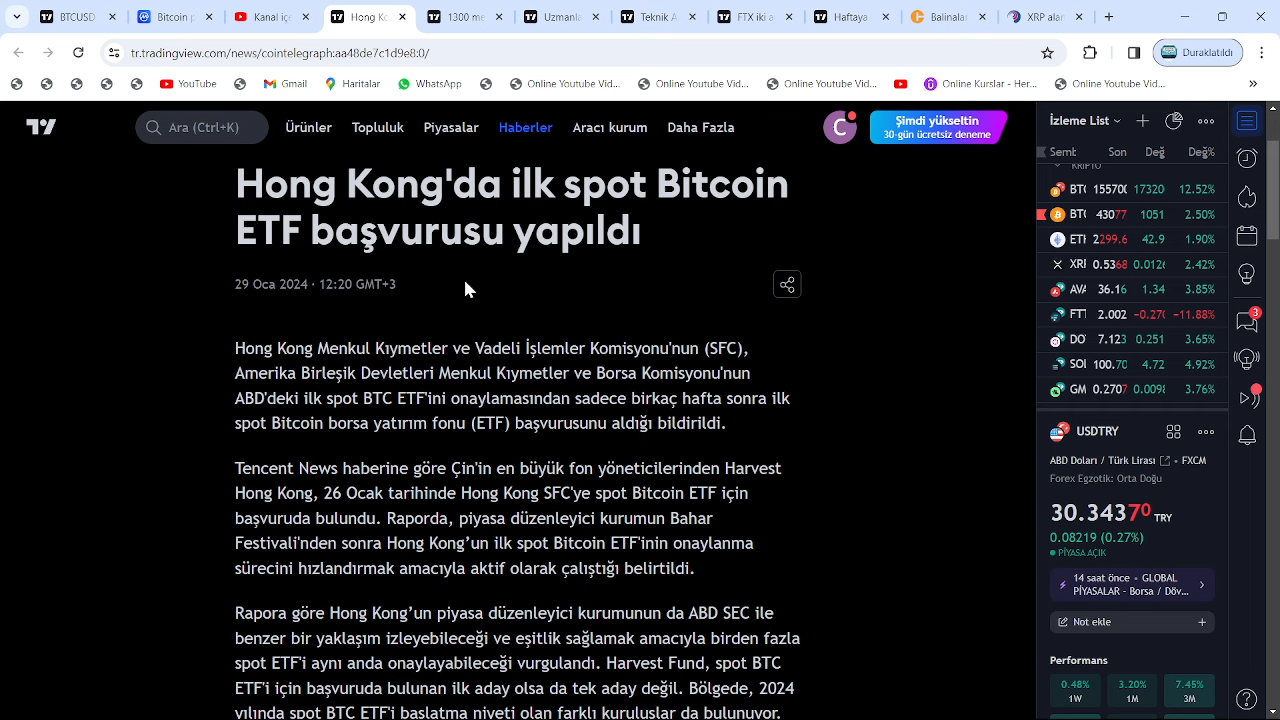 BTCUSD
Bitcoin p
Kanal iç
Hong Ko
1300 me
Uzmanla
Teknik A
FTX iki a
Haftaya
Balinalar
XRP alar
tr.tradingview.com/news/cointelegraph:aa48de7c1d9e8:0/
Duraklatıldı
YouTube
Gmail
Haritalar
WhatsApp
Online Youtube Vid...
Online Youtube Vid...
Online Youtube Vid...
Online Kurslar - Her...
Online Youtube Vid...
Ara (Ctrl+K)
Ürünler
Topluluk
Piyasalar
Haberler
Aracı kurum
Daha Fazla
C
Şimdi yükseltin
30-gün ücretsiz deneme
Hong Kong'da ilk spot Bitcoin
ETF başvurusu yapıldı
29 Oca 2024 · 12:20 GMT+3
Hong Kong Menkul Kıymetler ve Vadeli İşlemler Komisyonu'nun (SFC),
Amerika Birleşik Devletleri Menkul Kıymetler ve Borsa Komisyonu'nun
ABD'deki ilk spot BTC ETF'ini onaylamasından sadece birkaç hafta sonra ilk
spot Bitcoin borsa yatırım fonu (ETF) başvurusunu aldığı bildirildi.
Tencent News haberine göre Çin'in en büyük fon yöneticilerinden Harvest
Hong Kong, 26 Ocak tarihinde Hong Kong SFC'ye spot Bitcoin ETF için
başvuruda bulundu. Raporda, piyasa düzenleyici kurumun Bahar
Festivali'nden sonra Hong Kong’un ilk spot Bitcoin ETF'inin onaylanma
sürecini hızlandırmak amacıyla aktif olarak çalıştığı belirtildi.
Rapora göre Hong Kong’un piyasa düzenleyici kurumunun da ABD SEC ile
benzer bir yaklaşım izleyebileceği ve eşitlik sağlamak amacıyla birden fazla
spot ETF'i aynı anda onaylayabileceği vurgulandı. Harvest Fund, spot BTC
ETF'i için başvuruda bulunan ilk aday olsa da tek aday değil. Bölgede, 2024
yılında spot BTC ETF'i başlatma niyeti olan farklı kuruluşlar da bulunuyor.
İzleme List
Semb Son Değ Değ%
KRİPTO
BTC 15570 17320 12.52%
BTC 43077 1051 2.50%
ETH 2299.6 42.9 1.90%
XRI 0.5368 0.0126 2.42%
AVA 36.16 1.34 3.85%
FTT 2.002 -0.270 -11.88%
DO 7.123 0.251 3.65%
SOL 100.70 4.72 4.92%
GM 0.2707 0.0098 3.76%
3
USDTRY
ABD Doları / Türk Lirası • FXCM
Forex Egzotik: Orta Doğu
30.34370 TRY
0.08219 (0.27%)
PİYASA AÇIK
14 saat önce • GLOBAL
PİYASALAR - Borsa / Döv...
Not ekle
Performans
0.48% 3.20% 7.45%
1W 1M 3M